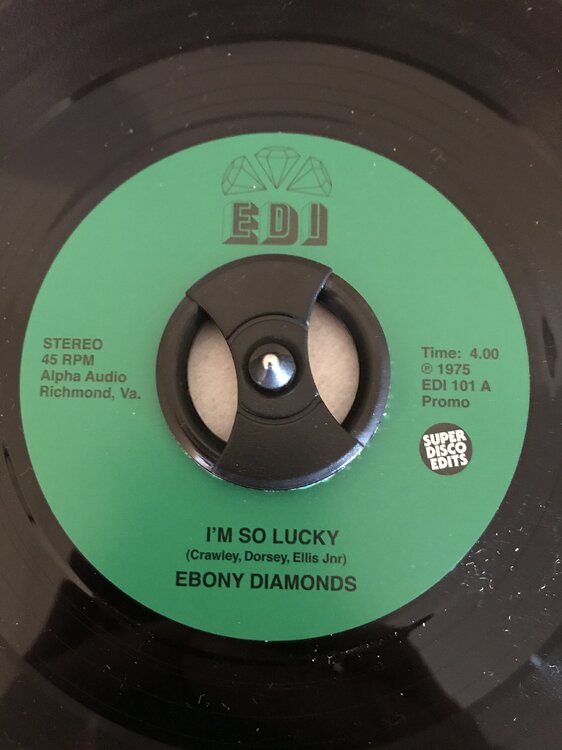 EDI
STEREO
45 RPM
Alpha Audio
Richmond, Va.
Time: 4.00
℗ 1975
EDI 101 A
Promo
SUPER
DISCO
EDITS
I'M SO LUCKY
(Crawley, Dorsey, Ellis Jnr)
EBONY DIAMONDS